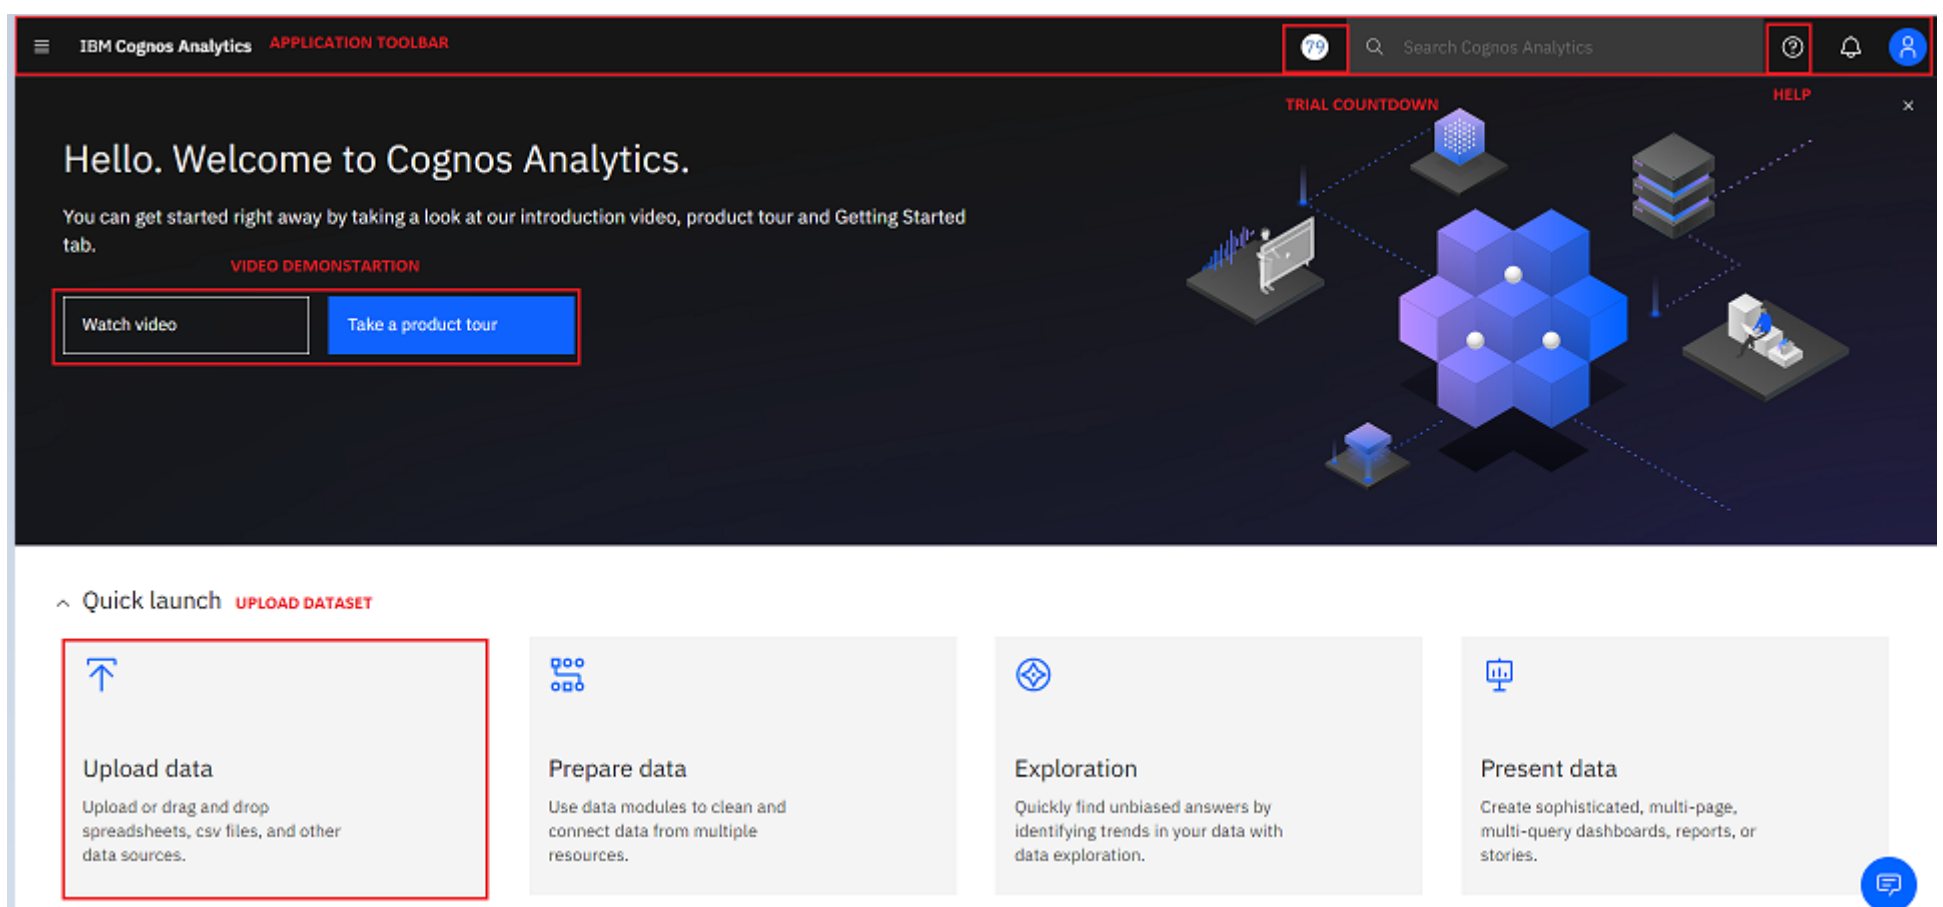 IBM Cognos Analytics APPLICATION TOOLBAR 79 Search Cognos Analytics
TRIAL COUNTDOWN HELP
Hello. Welcome to Cognos Analytics.
You can get started right away by taking a look at our introduction video, product tour and Getting Started
tab.
VIDEO DEMONSTARTION
Watch video Take a product tour
Quick launch UPLOAD DATASET
Upload data
Upload or drag and drop
spreadsheets, csv files, and other
data sources.
Prepare data
Use data modules to clean and
connect data from multiple
resources.
Exploration
Quickly find unbiased answers by
identifying trends in your data with
data exploration.
Present data
Create sophisticated, multi-page,
multi-query dashboards, reports, or
stories.